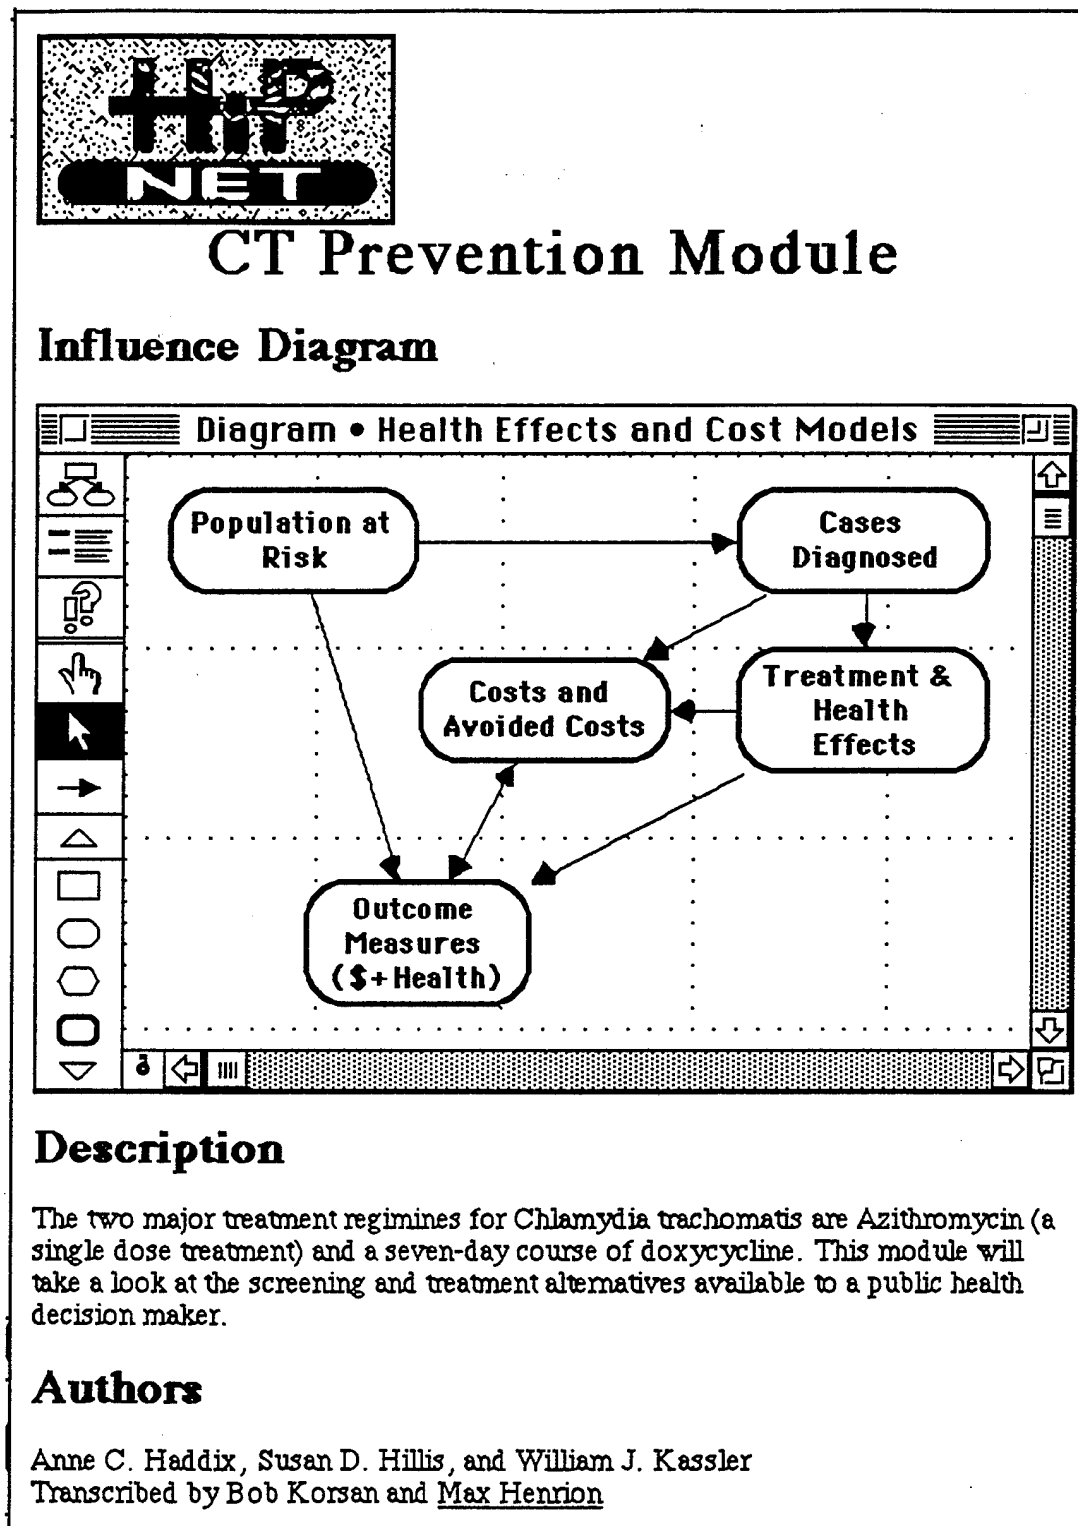 H.P
NET
CT Prevention Module
Influence Diagram
Diagram • Health Effects and Cost Models
Population at
Risk
Cases
Diagnosed
Costs and
Avoided Costs
Treatment &
Health
Effects
Outcome
Measures
($+Health)
Description
The two major treatment regimines for Chlamydia trachomatis are Azithromycin (a
single dose treatment) and a seven-day course of doxycycline. This module will
take a look at the screening and treatment alternatives available to a public health
decision maker.
Authors
Anne C. Haddix, Susan D. Hillis, and William J. Kassler
Transcribed by Bob Korsan and Max Henrion